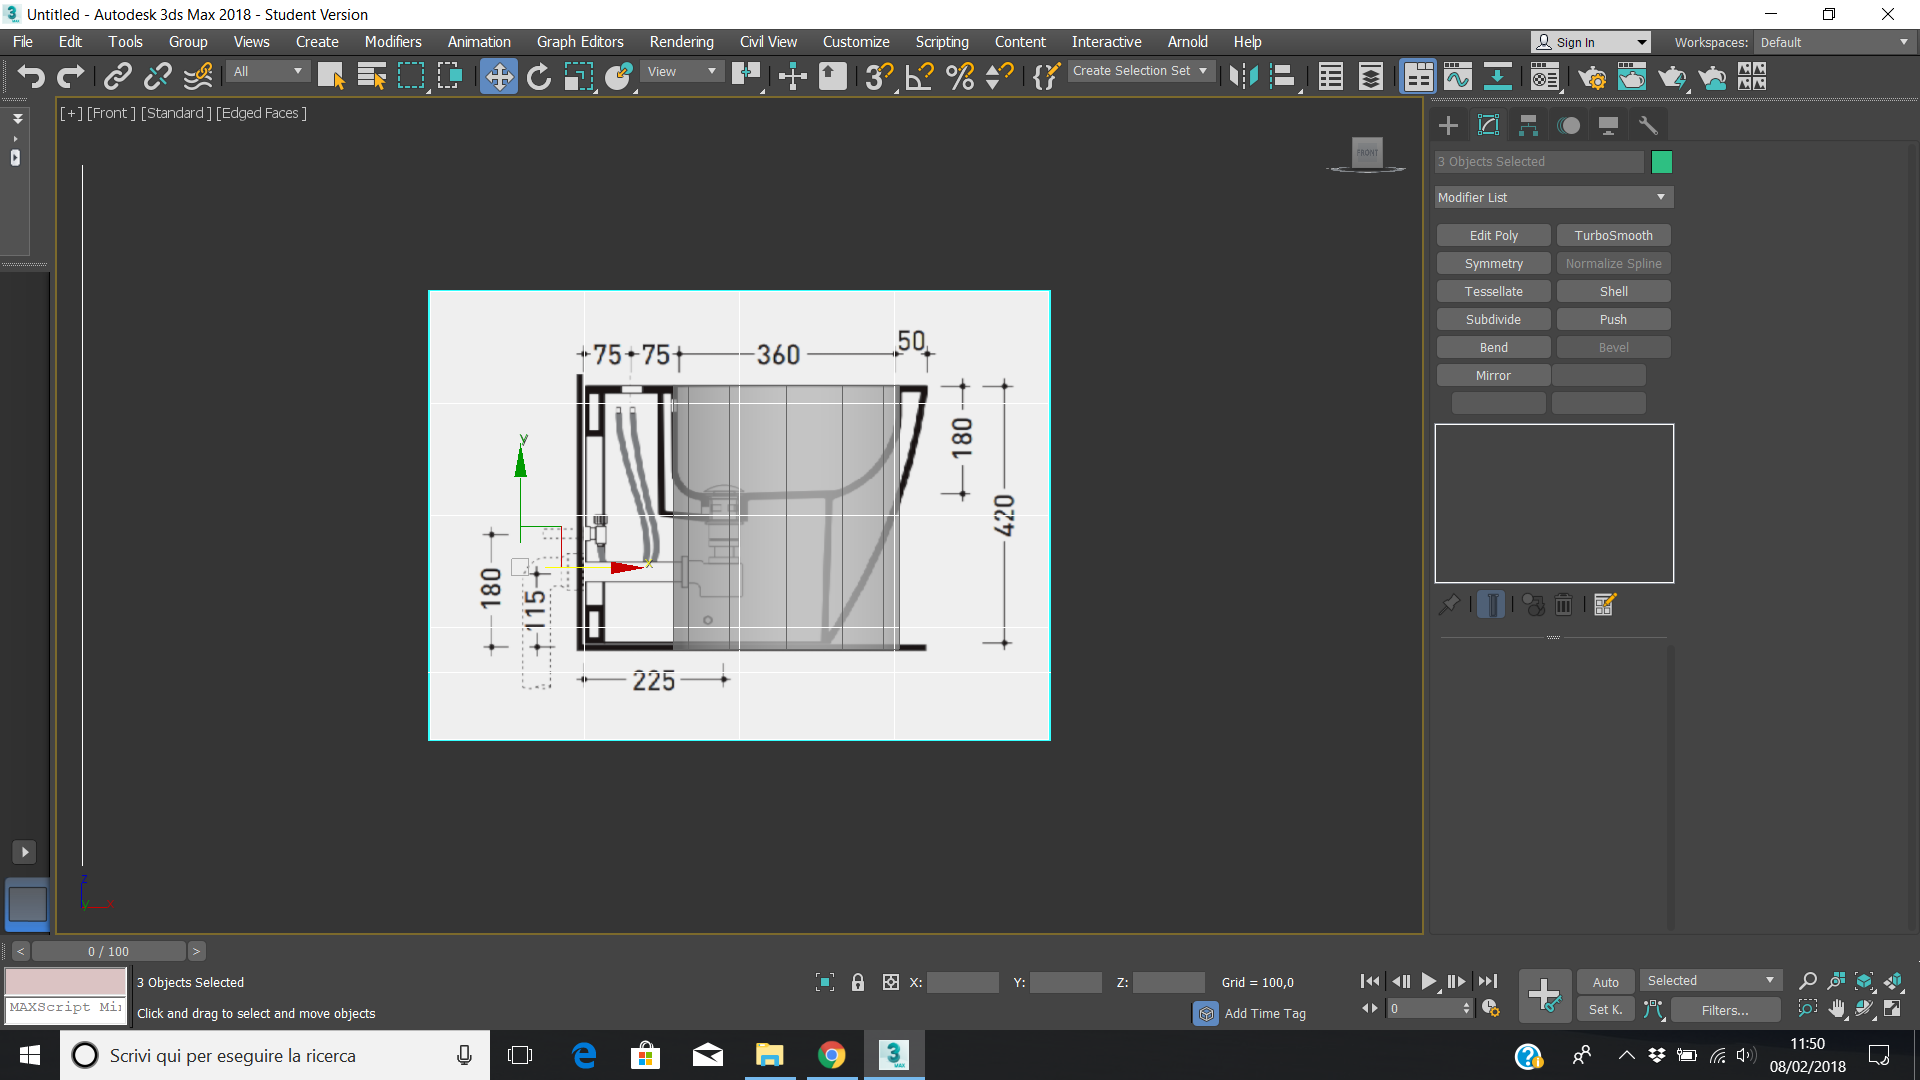 Untitled - Autodesk 3ds Max 2018 - Student Version
File Edit Tools Group Views Create Modifiers Animation Graph Editors Rendering Civil View Customize Scripting Content Interactive Arnold Help Sign In Workspaces: Default
All View Create Selection Set
[+] [Front ] [Standard ] [Edged Faces ]
FRONT
3 Objects Selected
Modifier List
Edit Poly TurboSmooth
Symmetry Normalize Spline
Tessellate Shell
Subdivide Push
Bend Bevel
Mirror
75 75 360 50
180
420
y
x
180
115
225
z
y x
< 0 / 100 >
3 Objects Selected X: Y: Z: Grid = 100,0 Auto Selected
MAXScript Mi
Click and drag to select and move objects Add Time Tag 0 Set K. Filters...
Scrivi qui per eseguire la ricerca
3 MAX
11:50
08/02/2018